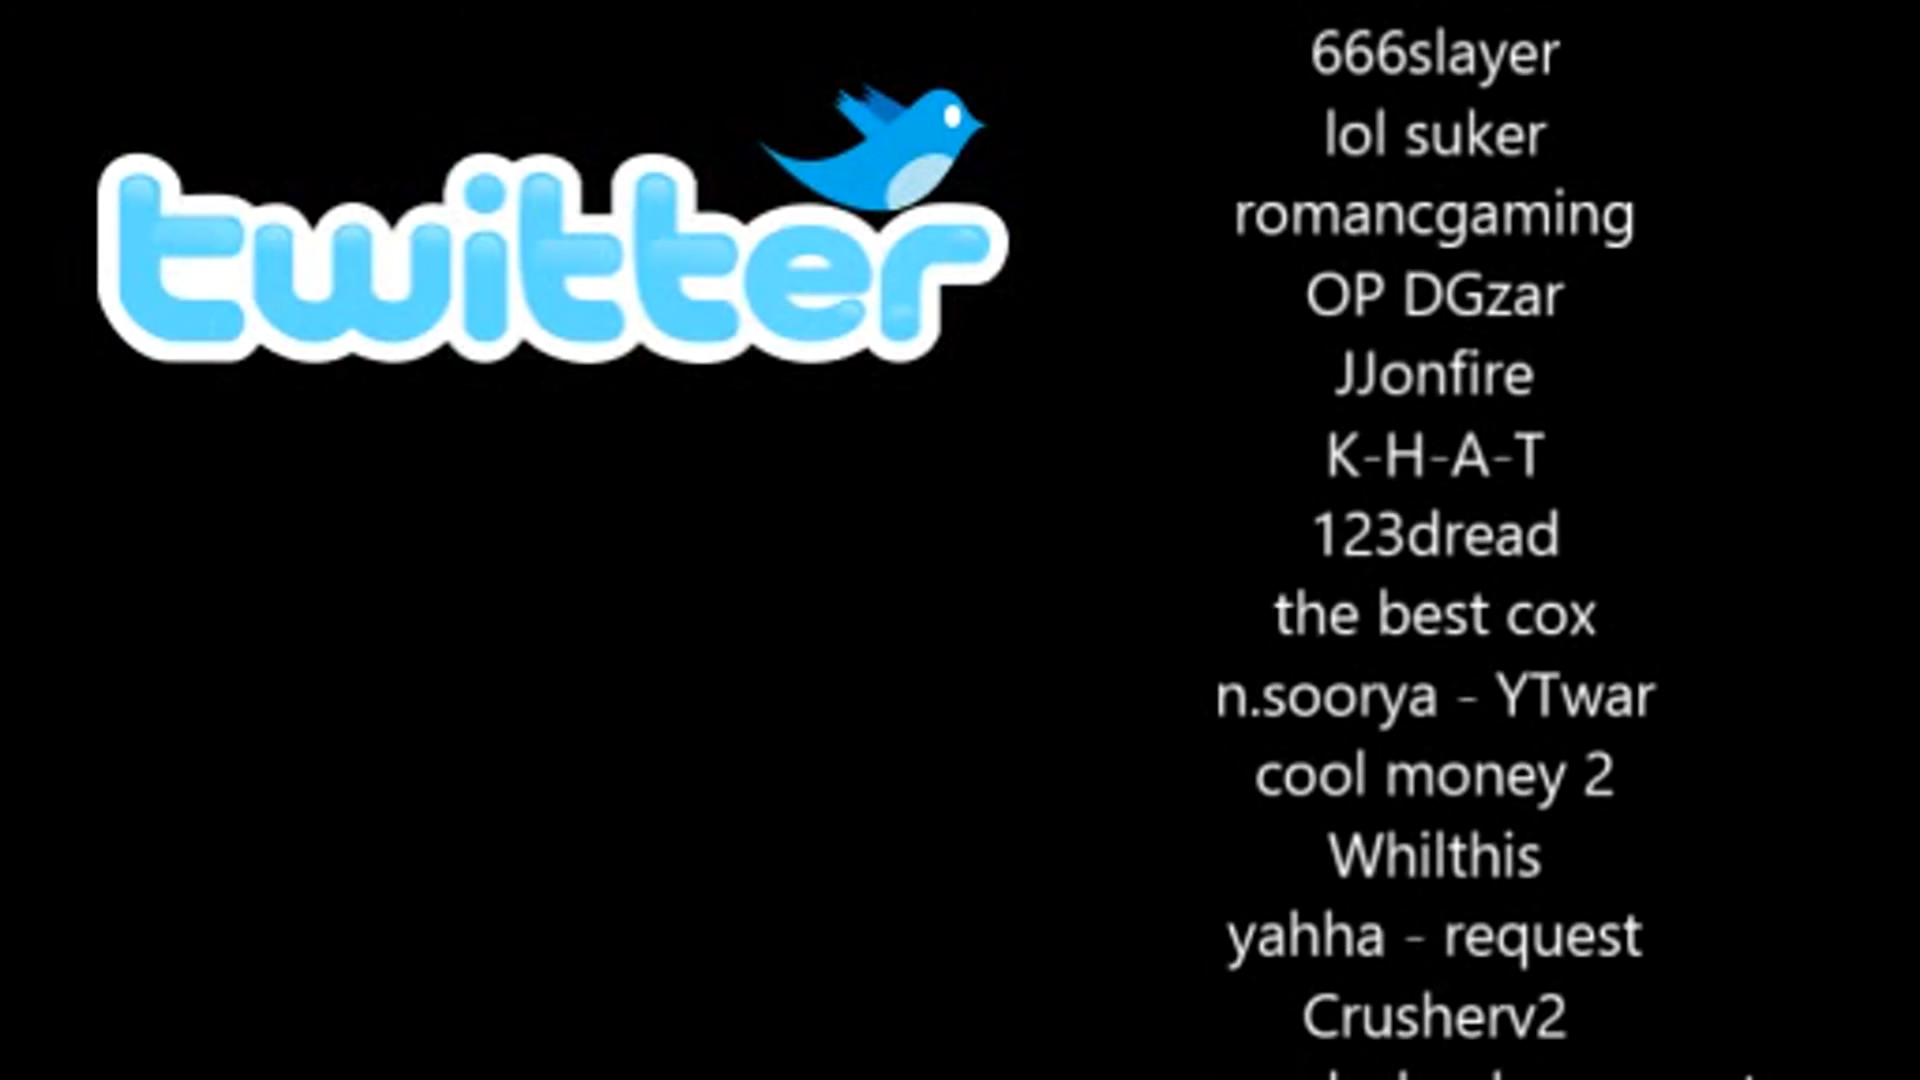 twitter
666slayer
lol suker
romancgaming
OP DGzar
JJonfire
K-H-A-T
123dread
the best cox
n.soorya - YTwar
cool money 2
Whilthis
yahha - request
Crusherv2